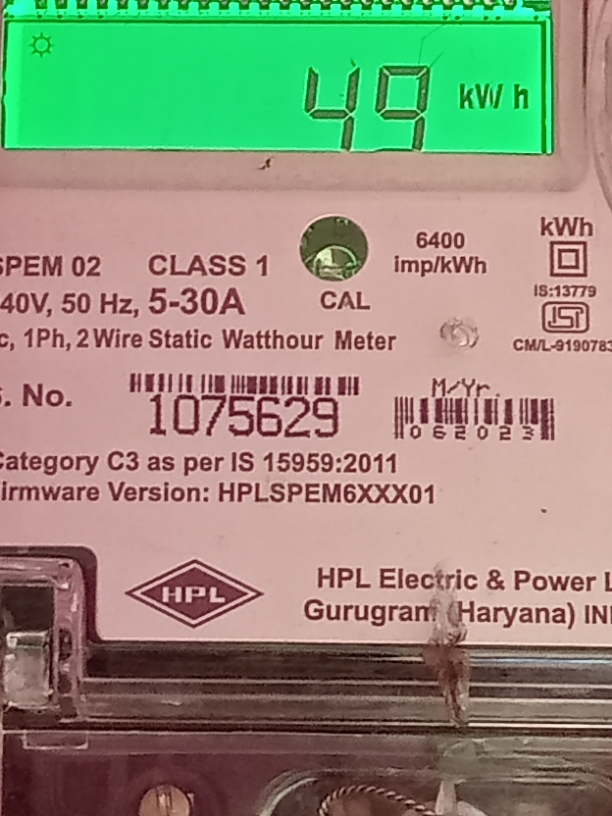 49 kWh
SPEM 02 CLASS 1
40V, 50 Hz, 5-30A
CAL
6400
imp/kWh
kWh
IS:13779
ISI
CM/L-9190783
c, 1Ph, 2 Wire Static Watthour Meter
. No. 1075629
M/Yr.
062023
Category C3 as per IS 15959:2011
irmware Version: HPLSPEM6XXX01
HPL
HPL Electric & Power L
Gurugram (Haryana) IN